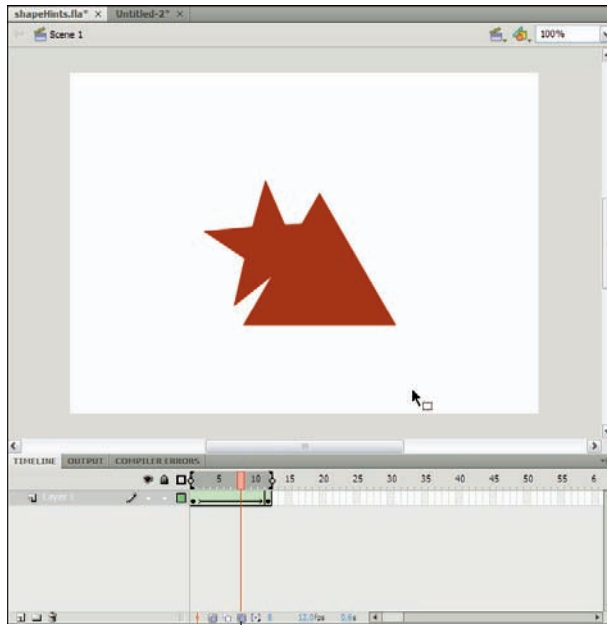 shapeHints.fla* × Untitled-2* ×
Scene 1 100%
TIMELINE OUTPUT COMPILER ERRORS
5 10 15 20 25 30 35 40 45 50 55 6
Layer 1
8 12.0fps 0.6s